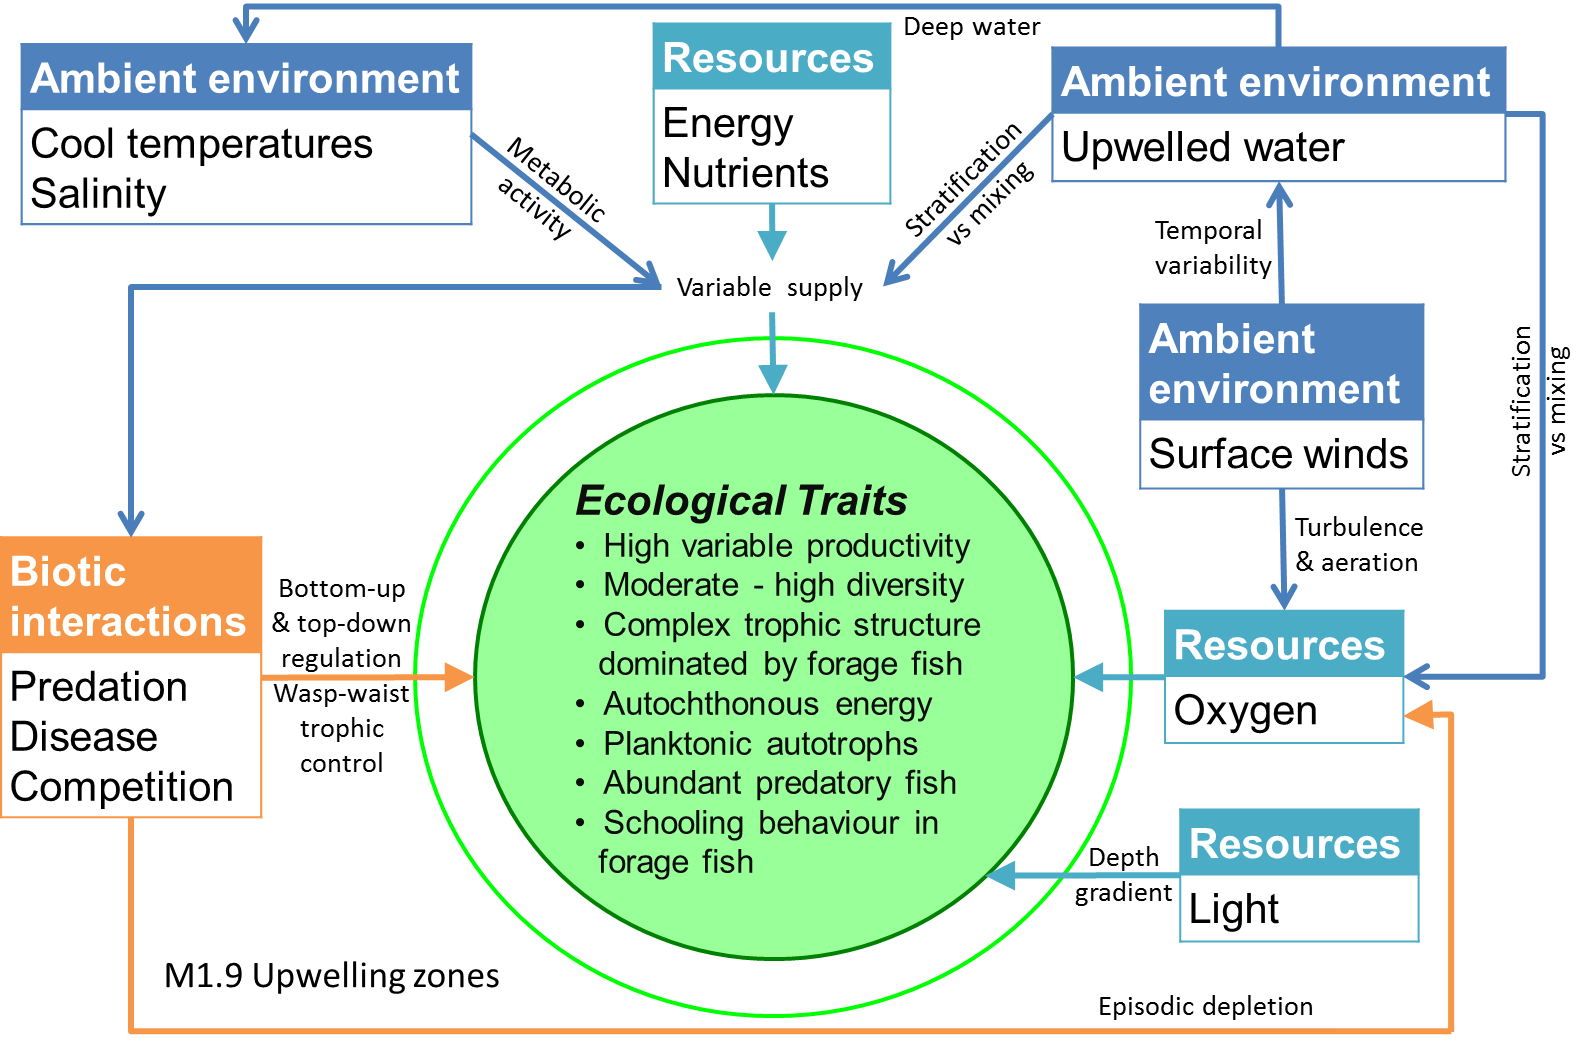 Deep water
Ambient environment
Cool temperatures
Salinity
Metabolic
activity
Resources
Energy
Nutrients
Stratification
vs mixing
Ambient environment
Upwelled water
Temporal
variability
Variable supply
Ambient
environment
Surface winds
Stratification
vs mixing
Turbulence
& aeration
Biotic
interactions
Predation
Disease
Competition
Bottom-up
& top-down
regulation
Wasp-waist
trophic
control
Ecological Traits
• High variable productivity
• Moderate - high diversity
• Complex trophic structure
dominated by forage fish
• Autochthonous energy
• Planktonic autotrophs
• Abundant predatory fish
• Schooling behaviour in
forage fish
Resources
Oxygen
Depth
gradient
Resources
Light
M1.9 Upwelling zones
Episodic depletion